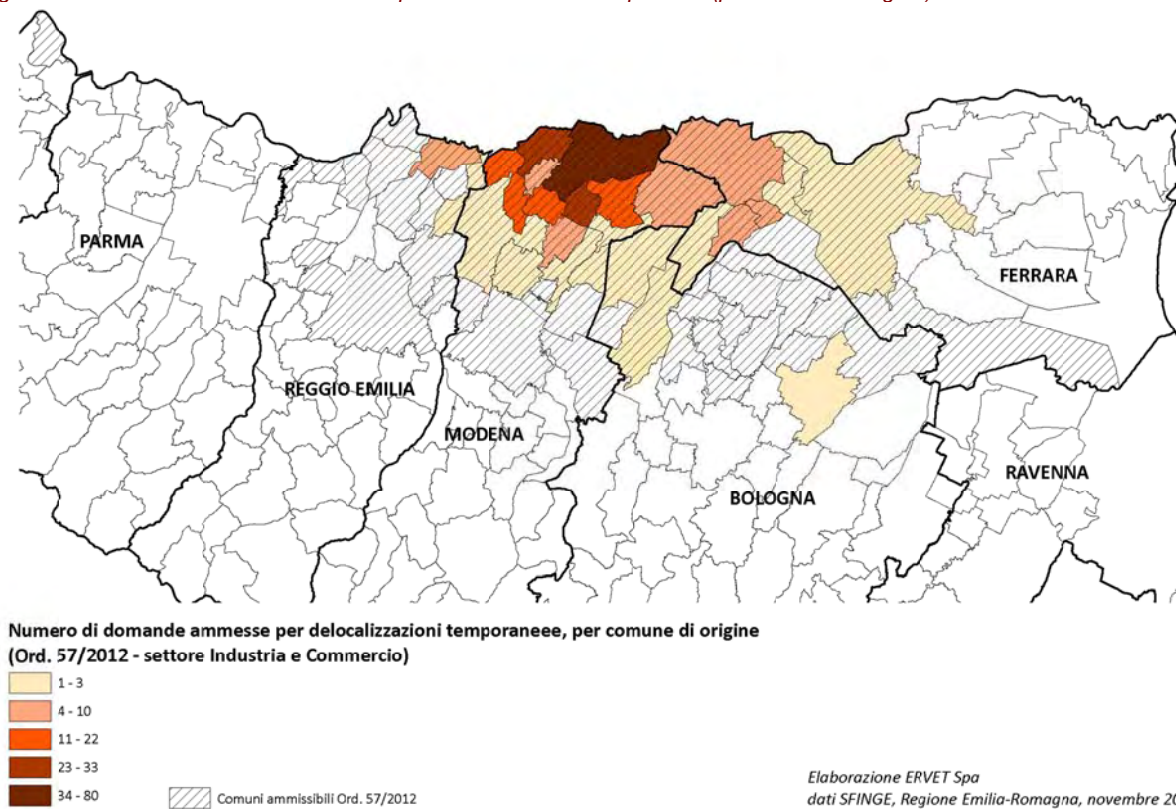 PARMA
REGGIO EMILIA
MODENA
BOLOGNA
FERRARA
RAVENNA
Numero di domande ammesse per delocalizzazioni temporaneee, per comune di origine
(Ord. 57/2012 - settore Industria e Commercio)
1 - 3
4 - 10
11 - 22
23 - 33
34 - 80
Comuni ammissibili Ord. 57/2012
Elaborazione ERVET Spa
dati SFINGE, Regione Emilia-Romagna, novembre